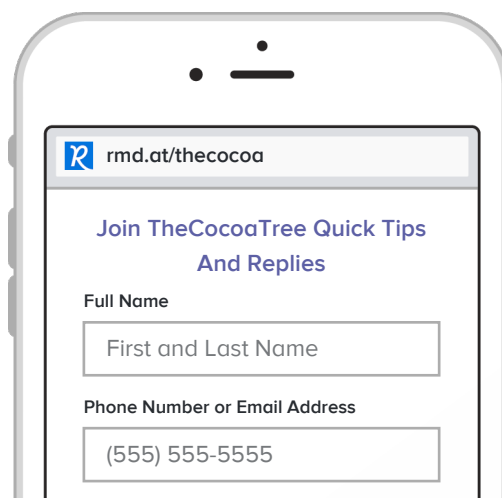 rmd.at/thecocoa
Join TheCocoaTree Quick Tips
And Replies
Full Name
First and Last Name
Phone Number or Email Address
(555) 555-5555